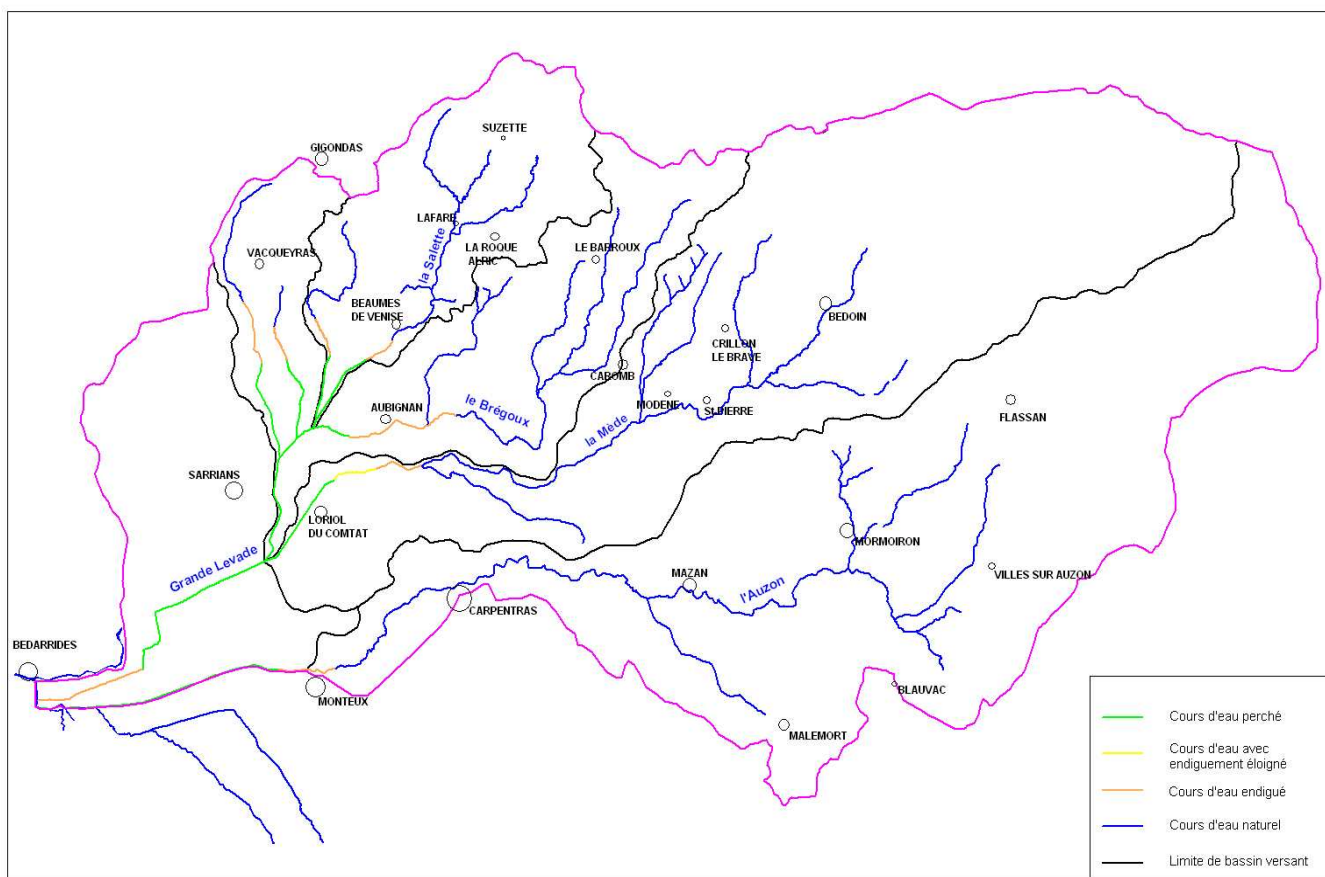 SUZETTE
GIGONDAS
LAFARE
LA ROQUE
ALRIC
LE BARROUX
VACQUEYRAS
la Salette
BEAUMES
DE VENISE
BEDOIN
CRILLON
LE BRAVE
CAROMB
MODENE
St DIERRE
AUBIGNAN
le Brégoux
la Mède
FLASSAN
SARRIANS
LORIOL
DU COMTAT
MORMOIRON
Grande Levade
MAZAN
l'Auzon
VILLES SUR AUZON
CARPENTRAS
BEDARRIDES
MONTEUX
BLAUVAC
MALEMORT
Cours d'eau perché
Cours d'eau avec
endiguement éloigné
Cours d'eau endigué
Cours d'eau naturel
Limite de bassin versant